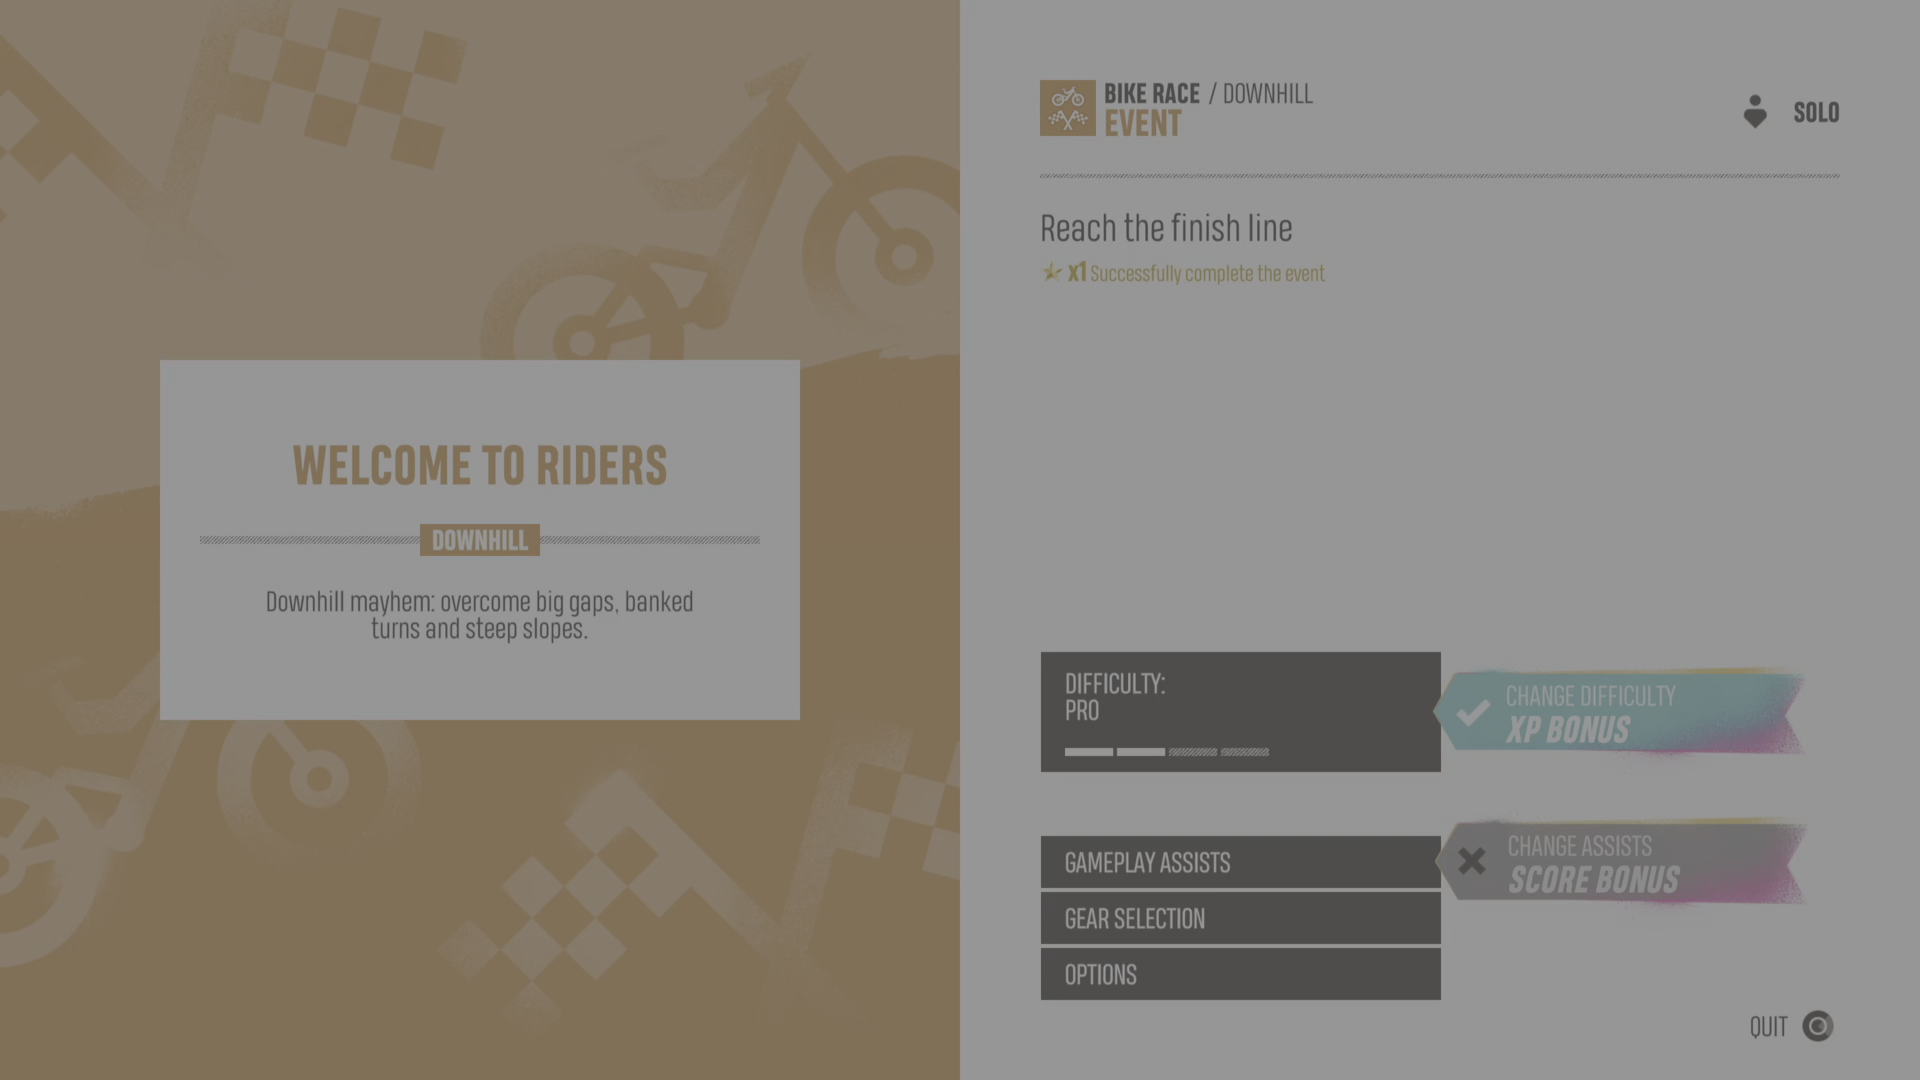 WELCOME TO RIDERS
DOWNHILL
Downhill mayhem: overcome big gaps, banked
turns and steep slopes.
BIKE RACE / DOWNHILL
EVENT
SOLO
Reach the finish line
x1 Successfully complete the event
DIFFICULTY:
PRO
CHANGE DIFFICULTY
XP BONUS
GAMEPLAY ASSISTS
CHANGE ASSISTS
SCORE BONUS
GEAR SELECTION
OPTIONS
QUIT